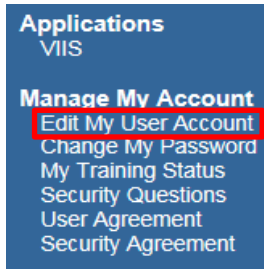 Applications
VIIS
Manage My Account
Edit My User Account
Change My Password
My Training Status
Security Questions
User Agreement
Security Agreement